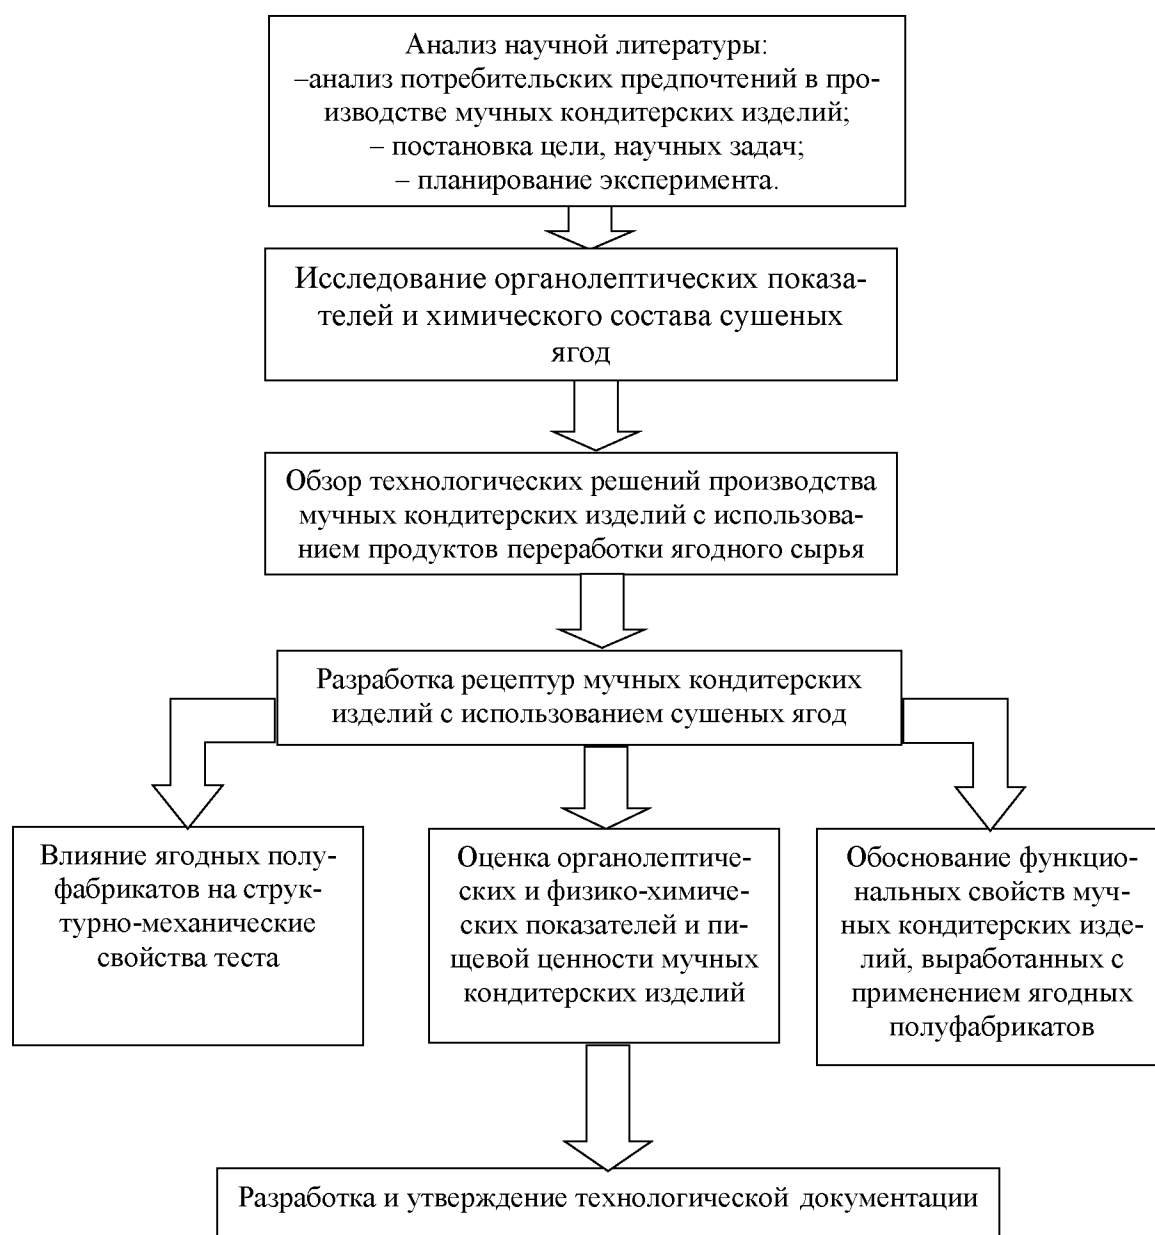 Анализ научной литературы:
–анализ потребительских предпочтений в про-
изводстве мучных кондитерских изделий;
– постановка цели, научных задач;
– планирование эксперимента.
Исследование органолептических показа-
телей и химического состава сушеных
ягод
Обзор технологических решений производства
мучных кондитерских изделий с использова-
нием продуктов переработки ягодного сырья
Разработка рецептур мучных кондитерских
изделий с использованием сушеных ягод
Влияние ягодных полу-
фабрикатов на струк-
турно-механические
свойства теста
Оценка органолептиче-
ских и физико-химиче-
ских показателей и пи-
щевой ценности мучных
кондитерских изделий
Обоснование функцио-
нальных свойств муч-
ных кондитерских изде-
лий, выработанных с
применением ягодных
полуфабрикатов
Разработка и утверждение технологической документации